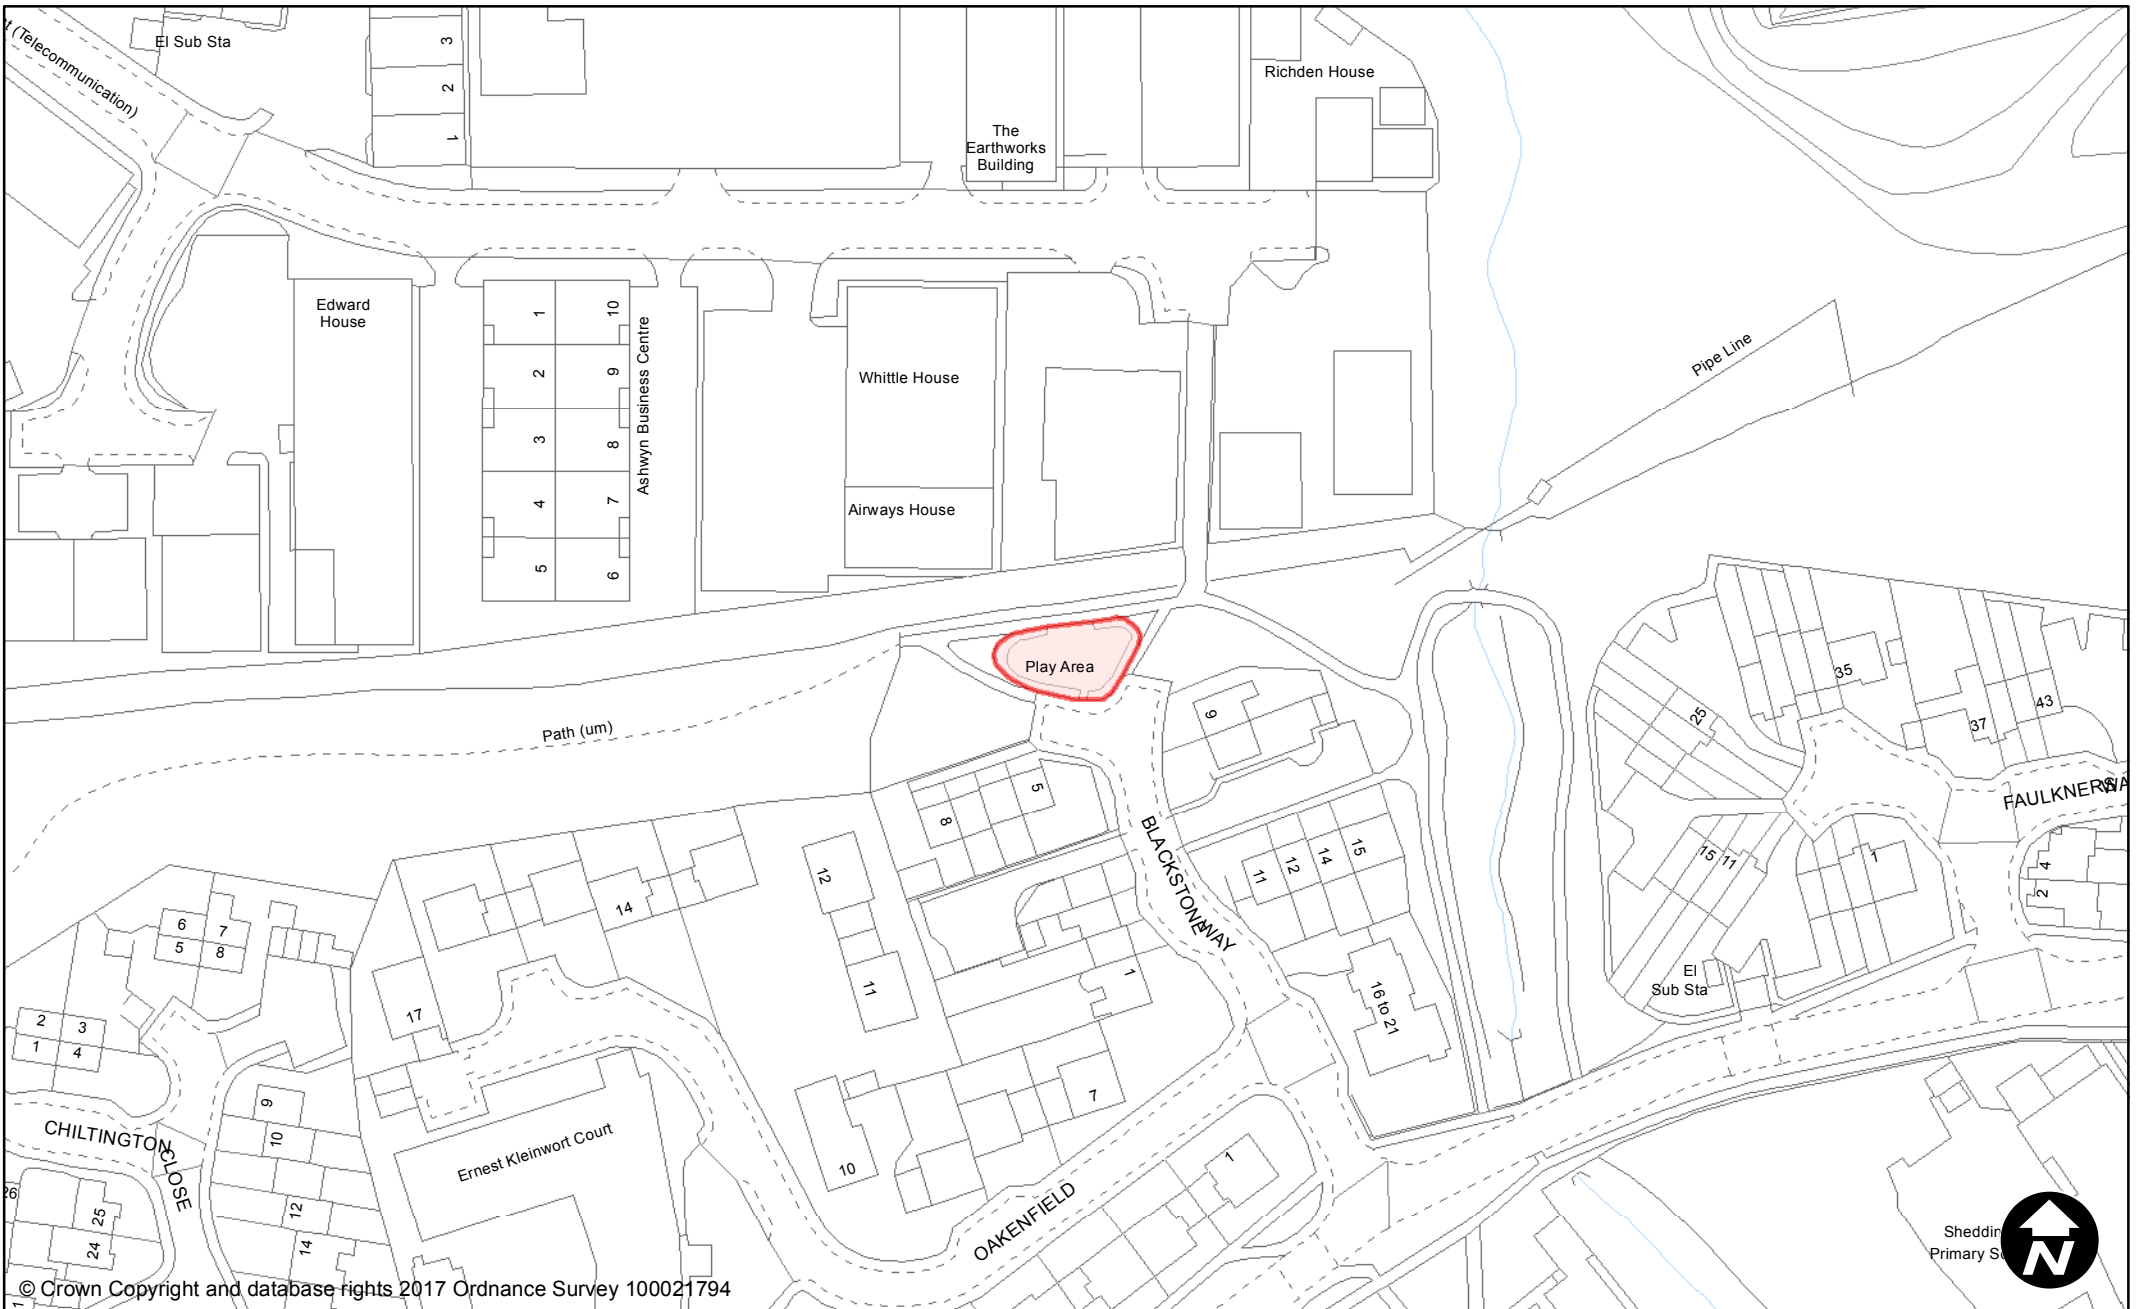 t (Telecommunication)
El Sub Sta
3
2
1
The
Earthworks
Building
Richden House
Edward
House
1
10
2
9
3
8
4
7
5
6
Ashwyn Business Centre
Whittle House
Airways House
Pipe Line
Play Area
Path (um)
9
5
8
BLACKSTONE
WAY
11
12
14
15
16 to 21
1
7
12
11
10
14
17
6
7
5
8
2
3
1
4
9
10
12
14
CHILTINGTON
CLOSE
26
25
24
1
Ernest Kleinwort Court
OAKENFIELD
1
25
35
37
43
FAULKNERS
WA
15
11
1
4
2
El
Sub Sta
Sheddin
Primary S
N
© Crown Copyright and database rights 2017 Ordnance Survey 100021794